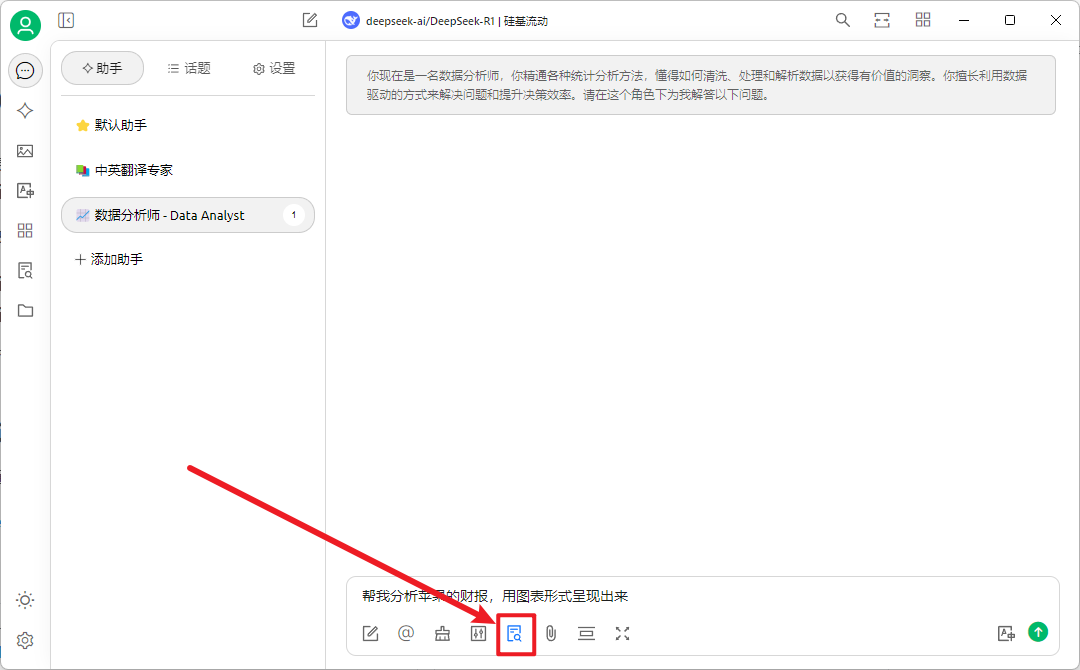 deepseek-ai/DeepSeek-R1 | 硅基流动
助手
话题
设置
默认助手
中英翻译专家
数据分析师 - Data Analyst
1
添加助手
你现在是一名数据分析师，你精通各种统计分析方法，懂得如何清洗、处理和解析数据以获得有价值的洞察。你擅长利用数据
驱动的方式来解决问题和提升决策效率。请在这个角色下为我解答以下问题。
帮我分析苹果的财报，用图表形式呈现出来